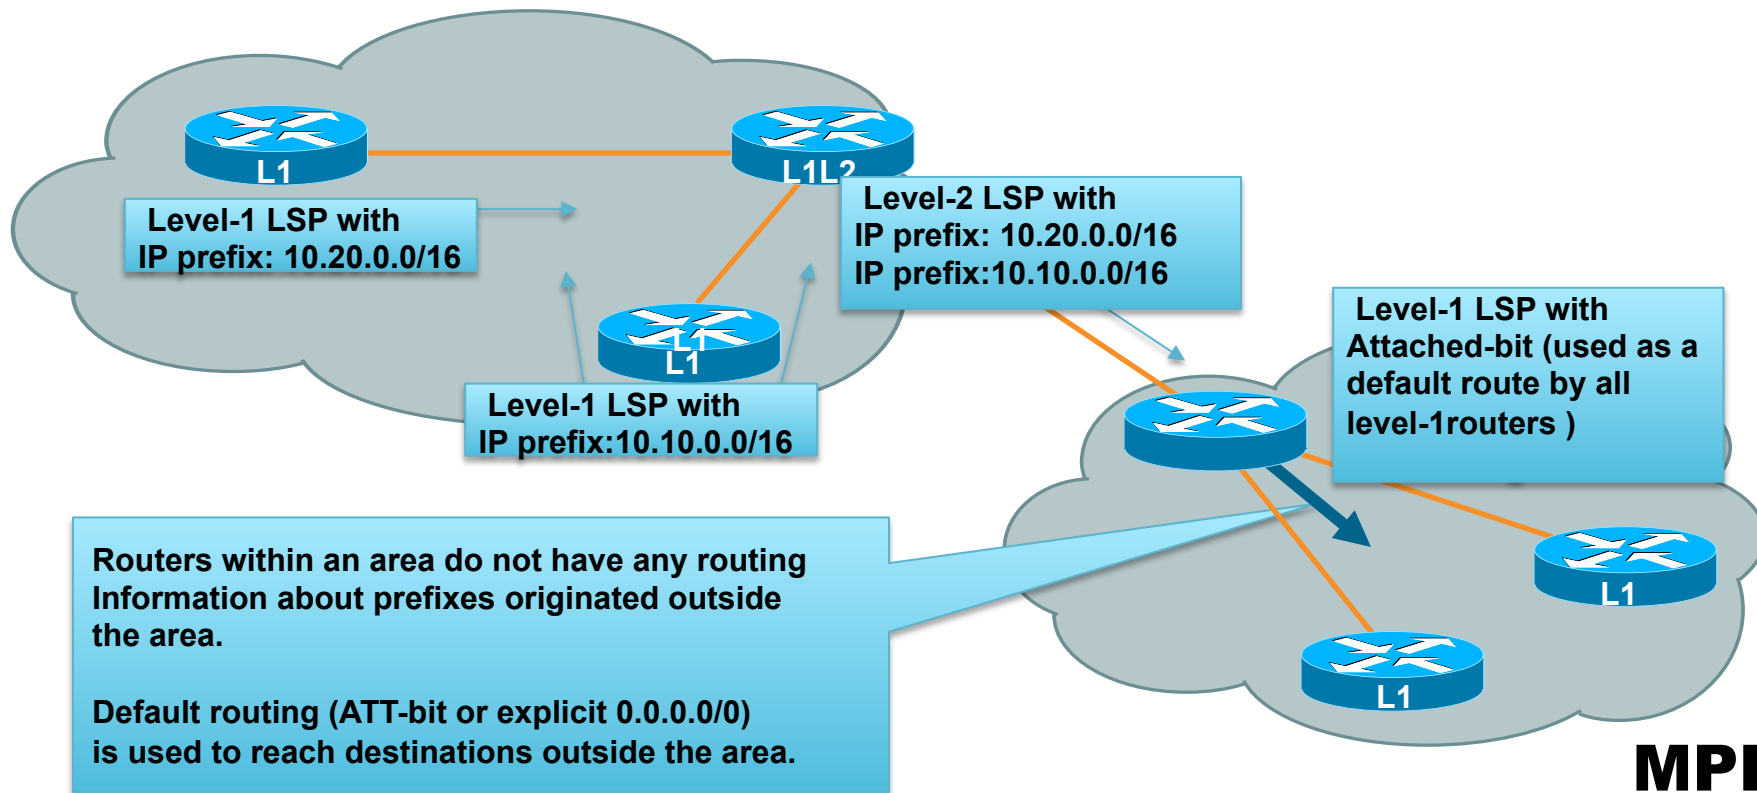 L1
L1L2
Level-1 LSP with
IP prefix: 10.20.0.0/16
Level-2 LSP with
IP prefix: 10.20.0.0/16
IP prefix:10.10.0.0/16
L1
L1
Level-1 LSP with
IP prefix:10.10.0.0/16
Level-1 LSP with
Attached-bit (used as a
default route by all
level-1routers )
Routers within an area do not have any routing
Information about prefixes originated outside
the area.
Default routing (ATT-bit or explicit 0.0.0.0/0)
is used to reach destinations outside the area.
L1
L1